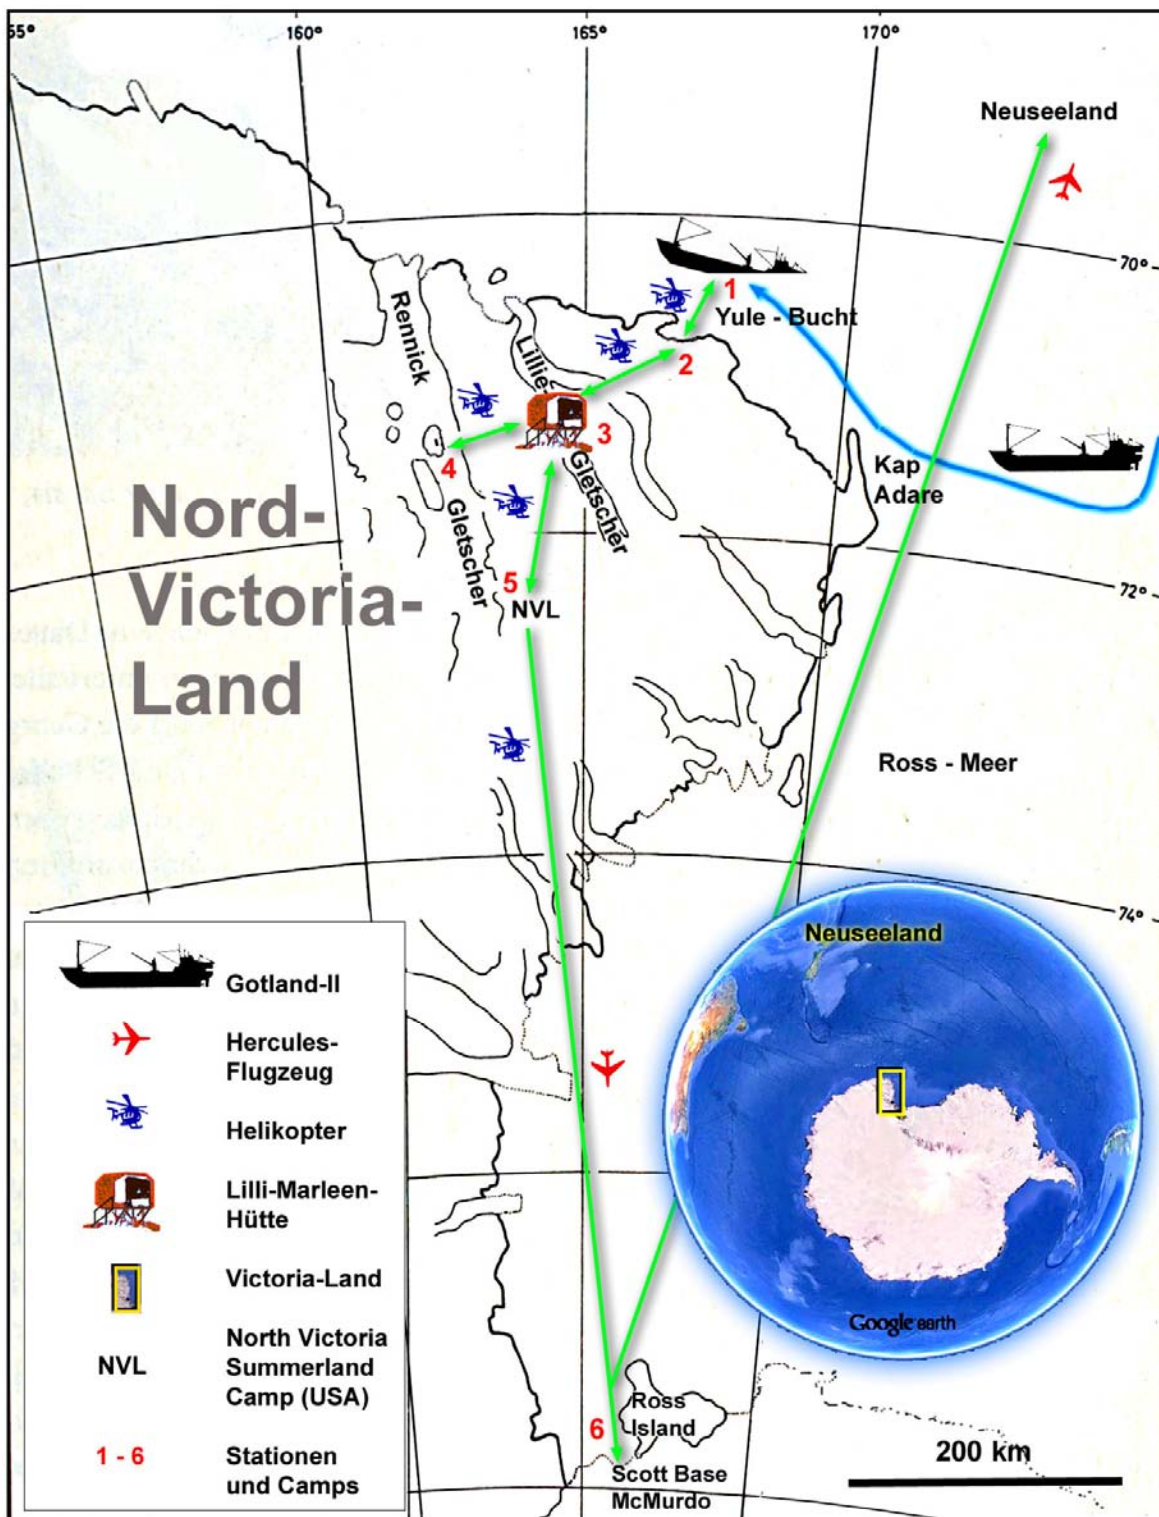 55°
160°
165°
170°
Neuseeland
70°
1
Yule - Bucht
Rennick
Lillie-
2
3
4
Kap
Adare
Gletscher
Gletscher
Nord-
Victoria-
Land
5
NVL
72°
Ross - Meer
74°
Neuseeland
Gotland-II
Hercules-
Flugzeug
Helikopter
Lilli-Marleen-
Hütte
Victoria-Land
NVL
North Victoria
Summerland
Camp (USA)
1 - 6
Stationen
und Camps
Google earth
6
Ross
Island
Scott Base
McMurdo
200 km